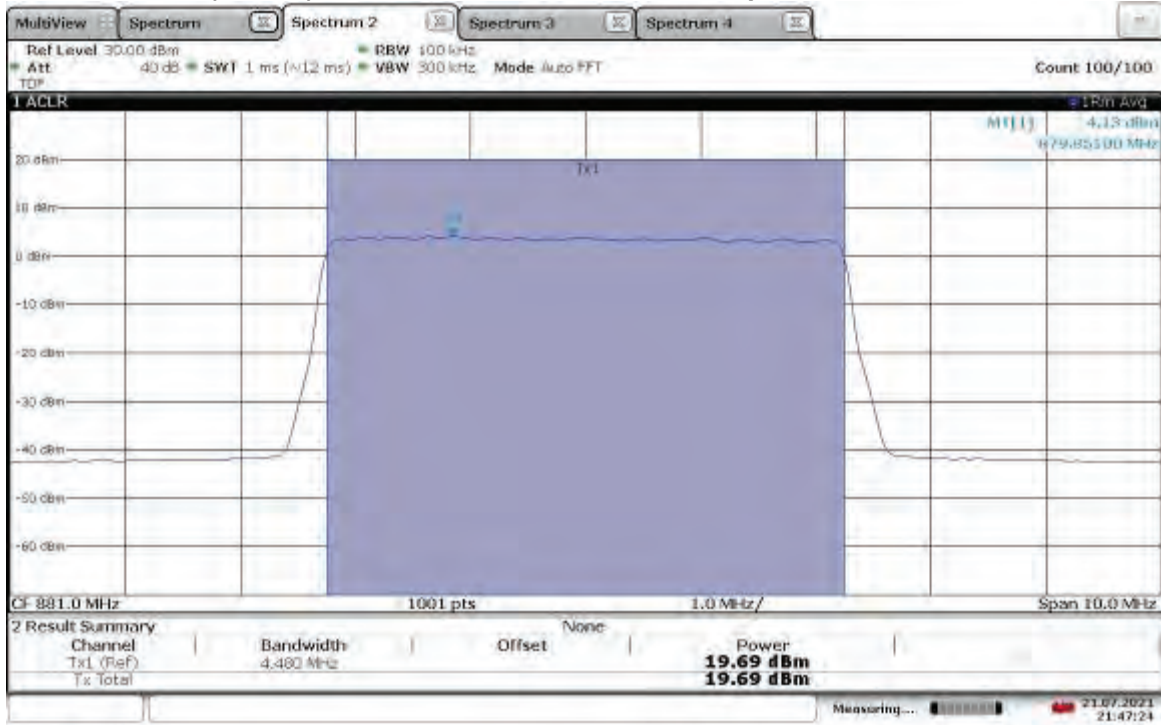 MultiView Spectrum Spectrum 2 Spectrum 3 Spectrum 4
Ref Level 30.00 dBm RBW 100 kHz
Att 40 dB SWT 1 ms (~12 ms) VBW 300 kHz Mode Auto FFT Count 100/100
TDF
1 ACLR 1Rm Avg
M1[1] 4.13 dBm
879.85100 MHz
20 dBm
Tx1
10 dBm
0 dBm
-10 dBm
-20 dBm
-30 dBm
-40 dBm
-50 dBm
-60 dBm
CF 881.0 MHz 1001 pts 1.0 MHz/ Span 10.0 MHz
2 Result Summary None
Channel Bandwidth Offset Power
Tx1 (Ref) 4.480 MHz 19.69 dBm
Tx Total 19.69 dBm
Measuring... 21.07.2021
21:47:24